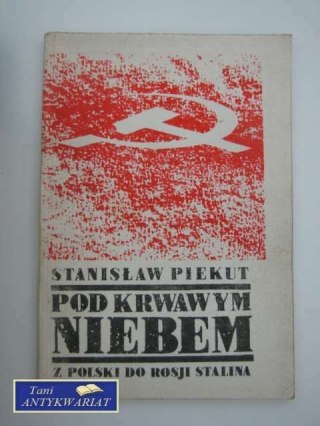 STANISŁAW PIEKUT
POD KRWAWYM
NIEBEM
Z POLSKI DO ROSJI STALINA
Tani
ANTYKWARIAT